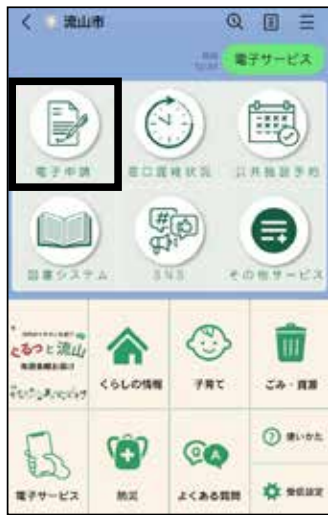 流山市
電子サービス
電子申請
窓口混雑状況
公共施設予約
図書システム
SNS
その他サービス
ぐるっと流山
くらしの情報
子育て
ごみ・資源
電子サービス
防災
よくある質問
使いかた
受信設定